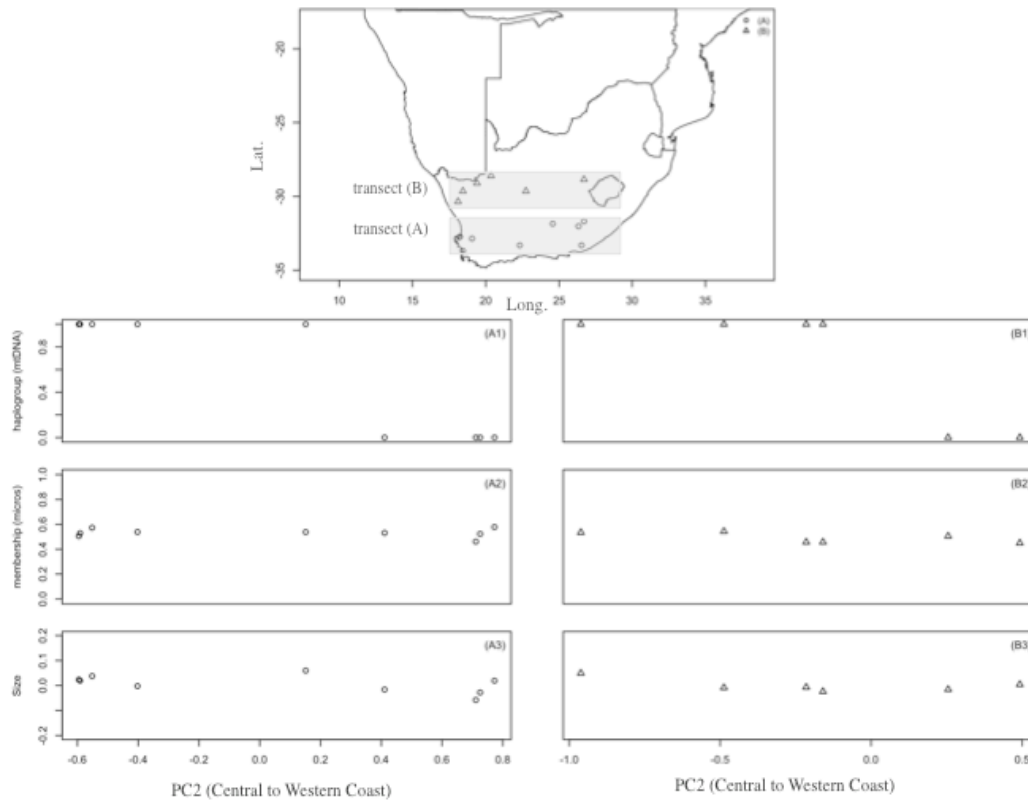 (A)
(B)
-20
-25
-30
-35
Lat.
transect (B)
transect (A)
10
15
20
25
30
35
Long.
haplogroup (mtDNA)
0.8
0.4
0.0
(A1)
(B1
membership (micros)
1.0
0.8
0.6
0.4
0.2
0.0
(A2)
(B2
Size
0.2
0.1
0.0
-0.2
(A3)
(B3
-0.6
-0.4
-0.2
0.0
0.2
0.4
0.6
0.8
-1.0
-0.5
0.0
0.5
PC2 (Central to Western Coast)
PC2 (Central to Western Coast)